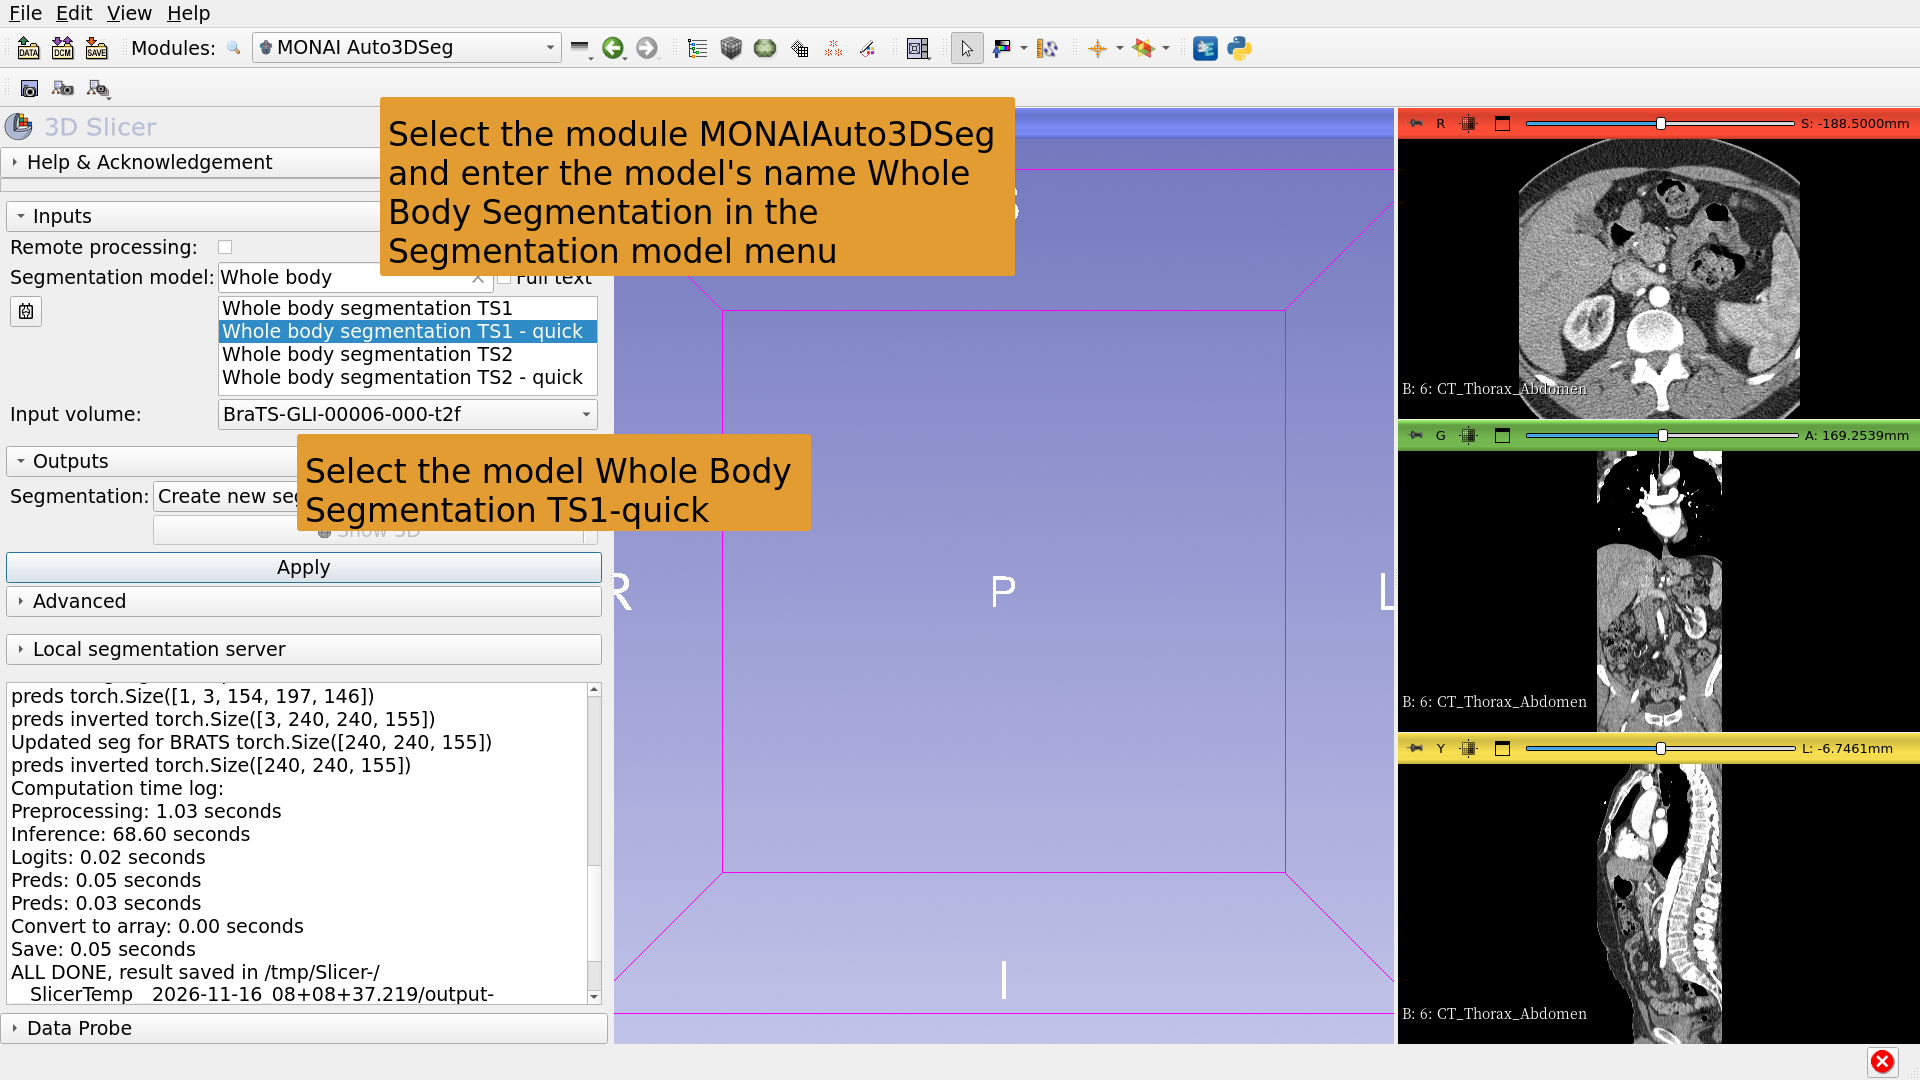 File Edit View Help
DATA DCM SAVE Modules: MONAI Auto3DSeg
3D Slicer
Help & Acknowledgement
Select the module MONAIAuto3DSeg
and enter the model's name Whole
Body Segmentation in the
Segmentation model menu
Inputs
Remote processing:
Segmentation model: Whole body Full text
Whole body segmentation TS1
Whole body segmentation TS1 - quick
Whole body segmentation TS2
Whole body segmentation TS2 - quick
Input volume: BraTS-GLI-00006-000-t2f
Outputs
Select the model Whole Body
Segmentation TS1-quick
Segmentation: Create new seg
Show 3D
Apply
Advanced
Local segmentation server
preds torch.Size([1, 3, 154, 197, 146])
preds inverted torch.Size([3, 240, 240, 155])
Updated seg for BRATS torch.Size([240, 240, 155])
preds inverted torch.Size([240, 240, 155])
Computation time log:
Preprocessing: 1.03 seconds
Inference: 68.60 seconds
Logits: 0.02 seconds
Preds: 0.05 seconds
Preds: 0.03 seconds
Convert to array: 0.00 seconds
Save: 0.05 seconds
ALL DONE, result saved in /tmp/Slicer-/
__SlicerTemp__2026-11-16_08+08+37.219/output-
Data Probe
S
R P L
I
R S: -188.5000mm
B: 6: CT_Thorax_Abdomen
G A: 169.2539mm
B: 6: CT_Thorax_Abdomen
Y L: -6.7461mm
B: 6: CT_Thorax_Abdomen